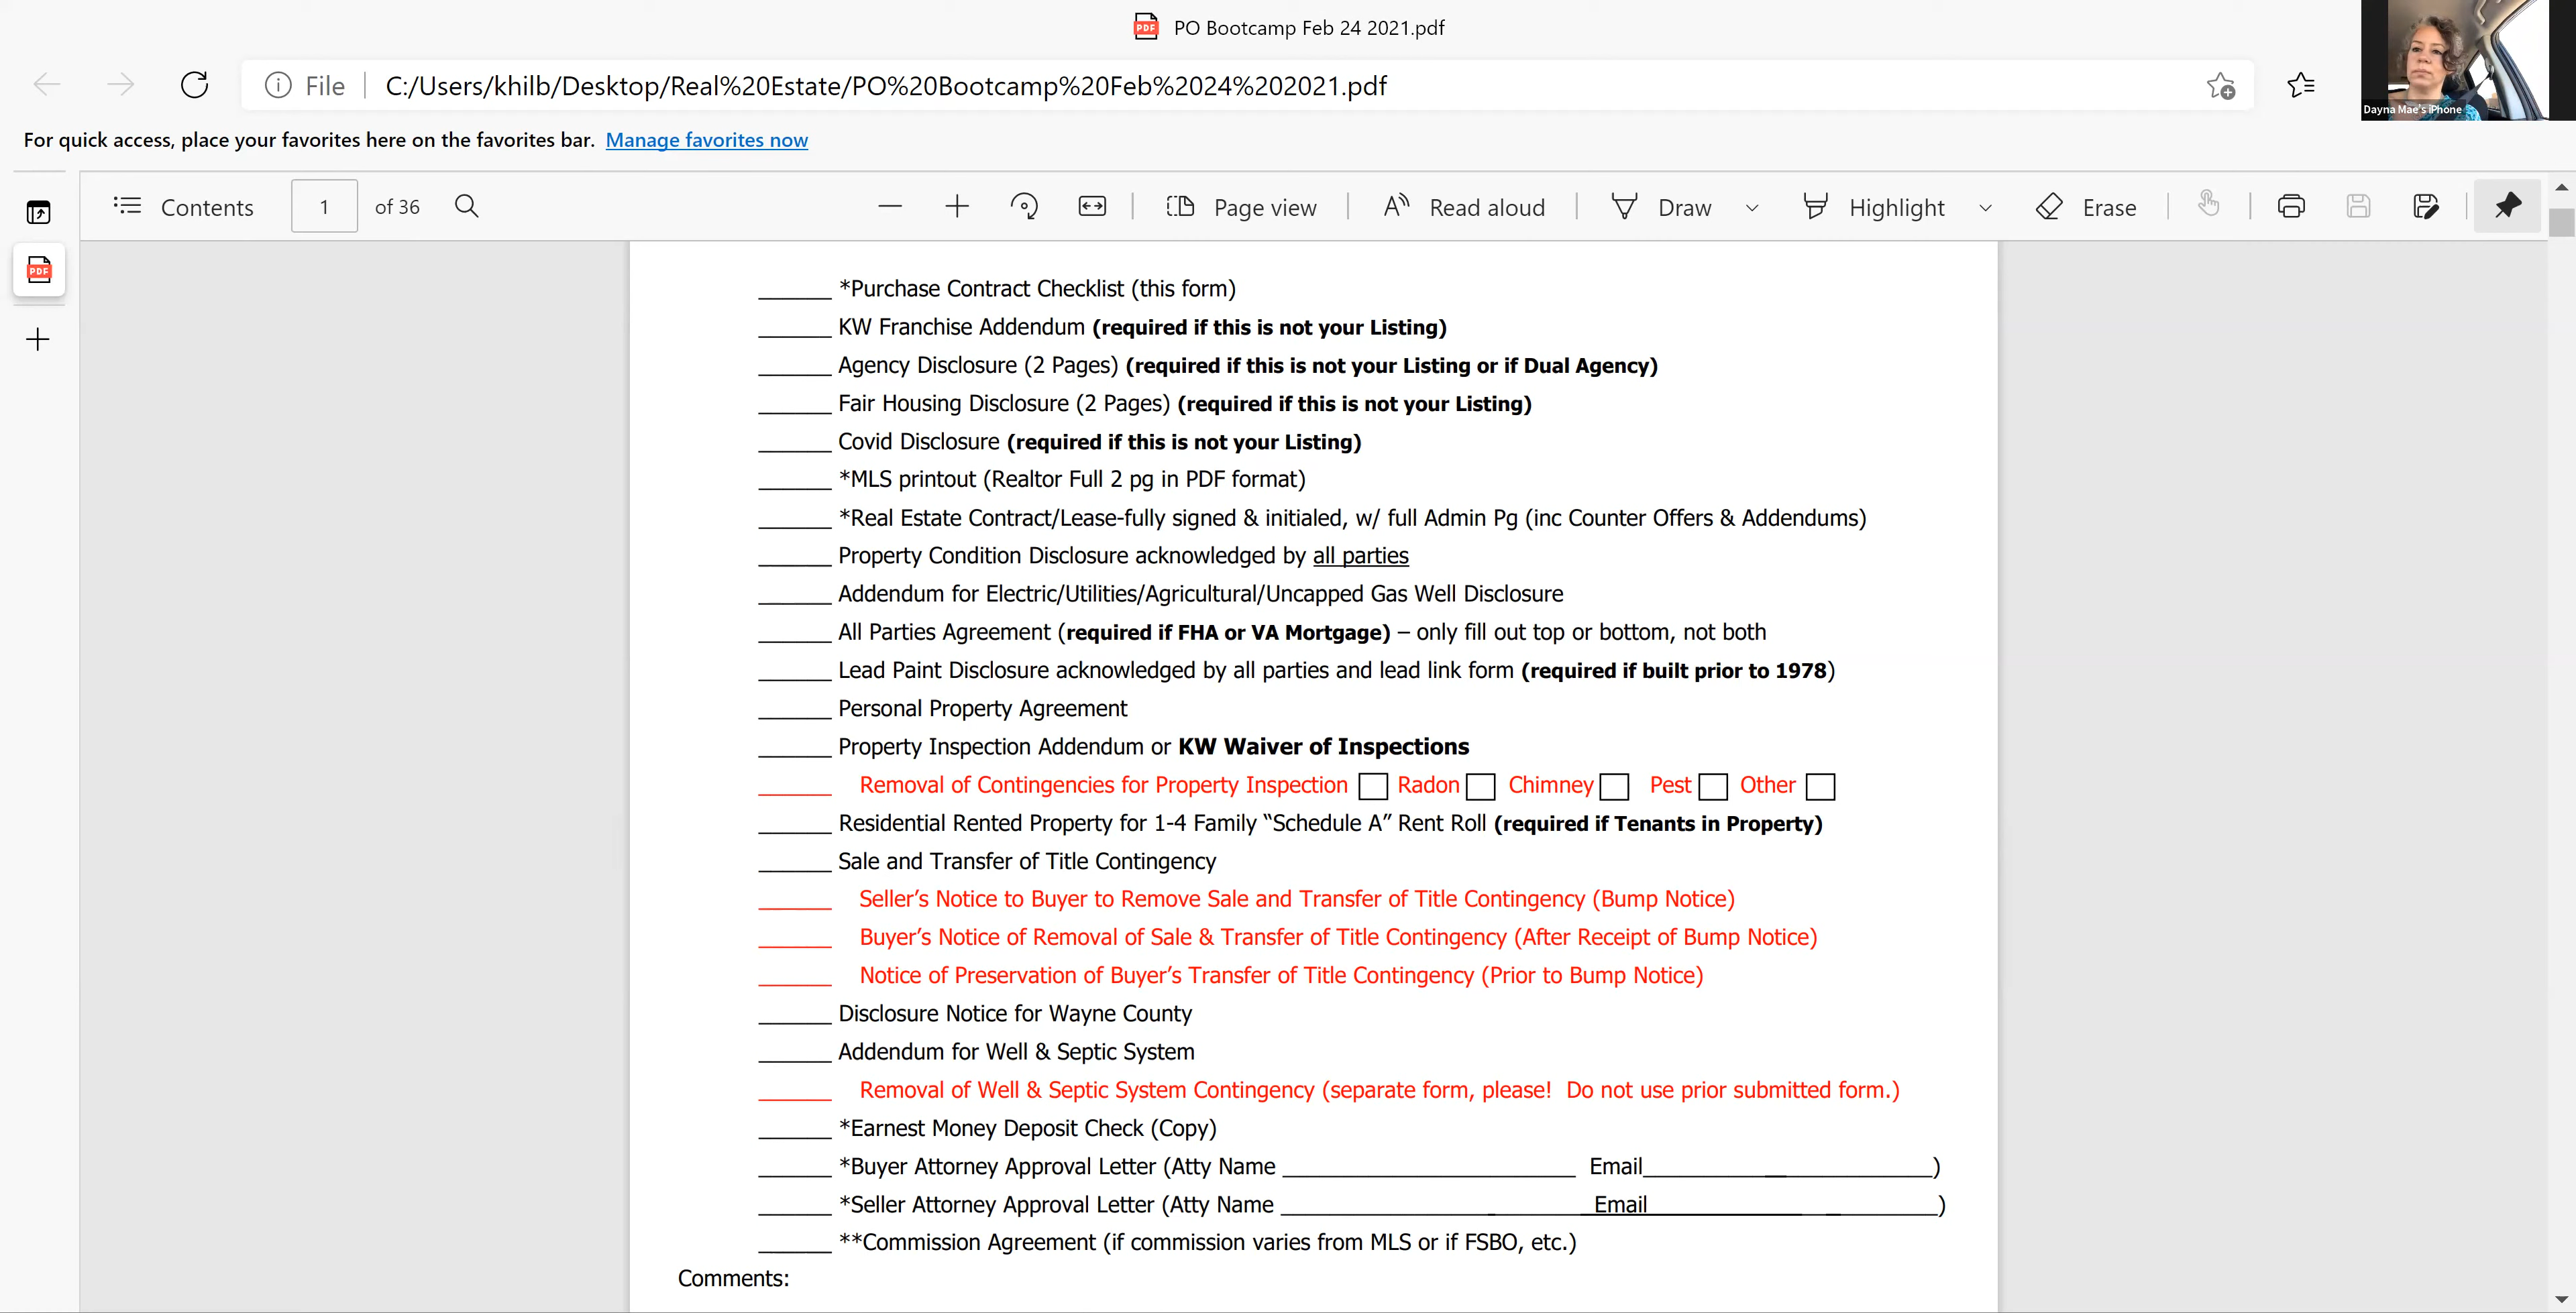 PO Bootcamp Feb 24 2021.pdf
File C:/Users/khilb/Desktop/Real%20Estate/PO%20Bootcamp%20Feb%2024%202021.pdf
Dayna Mae's iPhone
For quick access, place your favorites here on the favorites bar. Manage favorites now
Contents 1 of 36 Page view Read aloud Draw Highlight Erase
PDF
______ *Purchase Contract Checklist (this form)
______ KW Franchise Addendum (required if this is not your Listing)
______ Agency Disclosure (2 Pages) (required if this is not your Listing or if Dual Agency)
______ Fair Housing Disclosure (2 Pages) (required if this is not your Listing)
______ Covid Disclosure (required if this is not your Listing)
______ *MLS printout (Realtor Full 2 pg in PDF format)
______ *Real Estate Contract/Lease-fully signed & initialed, w/ full Admin Pg (inc Counter Offers & Addendums)
______ Property Condition Disclosure acknowledged by all parties
______ Addendum for Electric/Utilities/Agricultural/Uncapped Gas Well Disclosure
______ All Parties Agreement (required if FHA or VA Mortgage) – only fill out top or bottom, not both
______ Lead Paint Disclosure acknowledged by all parties and lead link form (required if built prior to 1978)
______ Personal Property Agreement
______ Property Inspection Addendum or KW Waiver of Inspections
______ Removal of Contingencies for Property Inspection □ Radon □ Chimney □ Pest □ Other □
______ Residential Rented Property for 1-4 Family “Schedule A” Rent Roll (required if Tenants in Property)
______ Sale and Transfer of Title Contingency
______ Seller’s Notice to Buyer to Remove Sale and Transfer of Title Contingency (Bump Notice)
______ Buyer’s Notice of Removal of Sale & Transfer of Title Contingency (After Receipt of Bump Notice)
______ Notice of Preservation of Buyer’s Transfer of Title Contingency (Prior to Bump Notice)
______ Disclosure Notice for Wayne County
______ Addendum for Well & Septic System
______ Removal of Well & Septic System Contingency (separate form, please! Do not use prior submitted form.)
______ *Earnest Money Deposit Check (Copy)
______ *Buyer Attorney Approval Letter (Atty Name ________________________ Email________________________)
______ *Seller Attorney Approval Letter (Atty Name ________________________ Email________________________)
______ **Commission Agreement (if commission varies from MLS or if FSBO, etc.)
Comments: